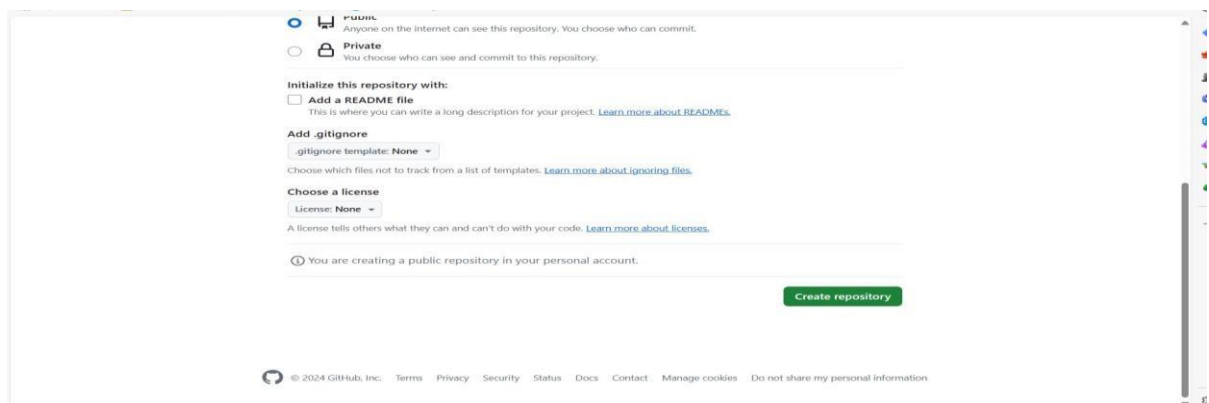 Public
Anyone on the internet can see this repository. You choose who can commit.
Private
You choose who can see and commit to this repository.
Initialize this repository with:
Add a README file
This is where you can write a long description for your project. Learn more about READMEs.
Add .gitignore
.gitignore template: None
Choose which files not to track from a list of templates. Learn more about ignoring files.
Choose a license
License: None
A license tells others what they can and can't do with your code. Learn more about licenses.
You are creating a public repository in your personal account.
Create repository
© 2024 GitHub, Inc. Terms Privacy Security Status Docs Contact Manage cookies Do not share my personal information